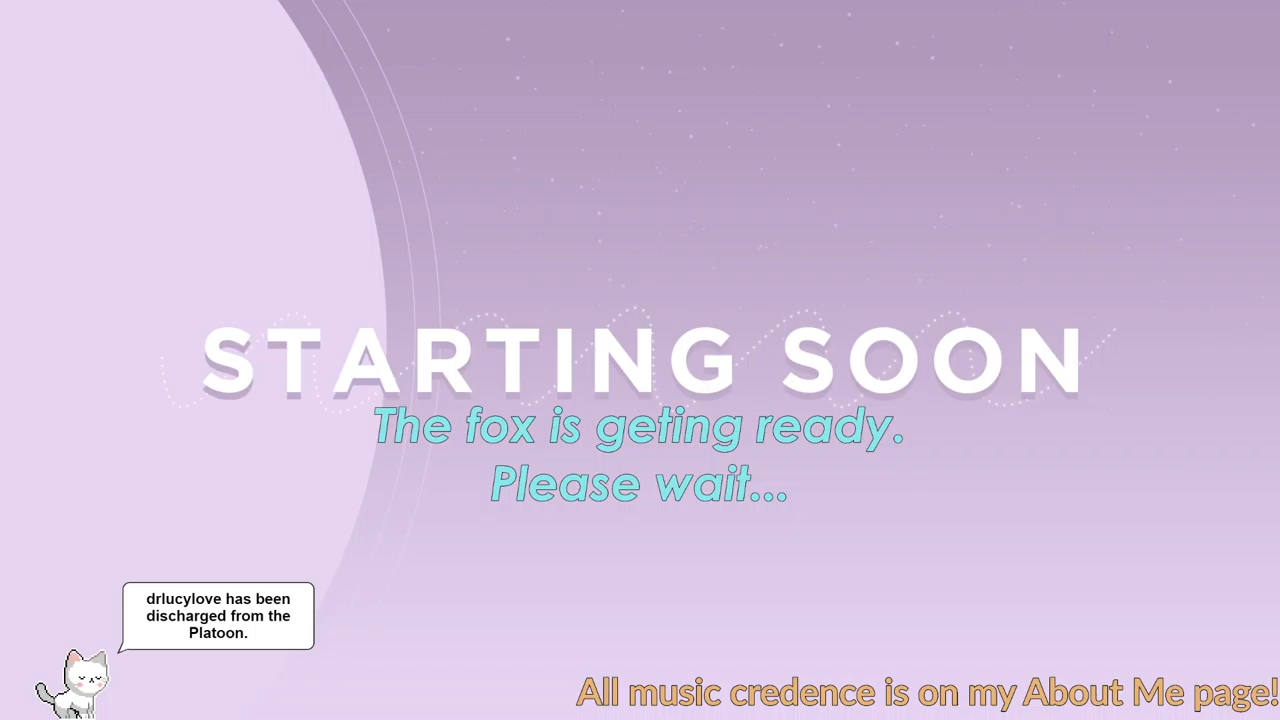 STARTING SOON
The fox is geting ready.
Please wait...
drlucylove has been
discharged from the
Platoon.
All music credence is on my About Me page!